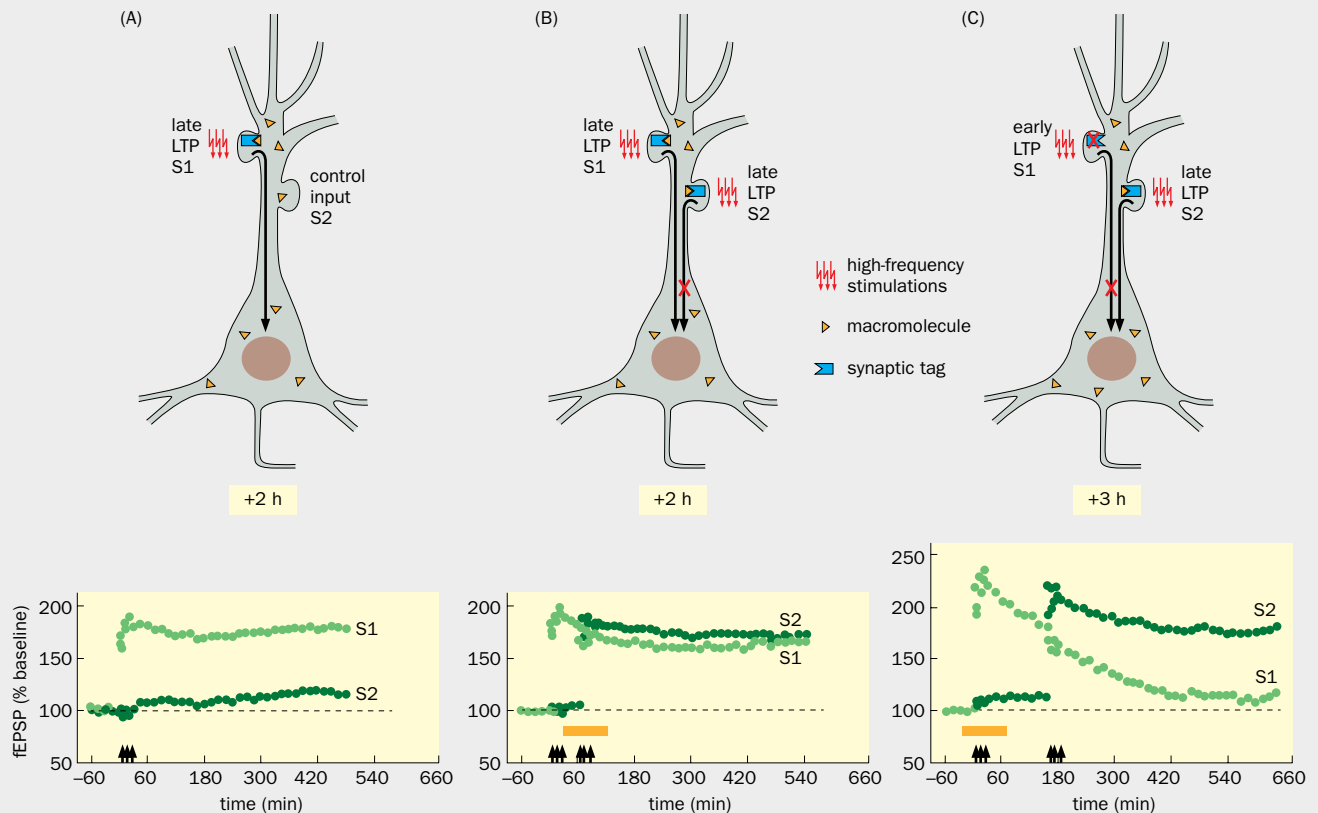 (A)
late
LTP
S1
control
input
S2
+2 h
(B)
late
LTP
S1
late
LTP
S2
+2 h
(C)
early
LTP
S1
late
LTP
S2
high-frequency
stimulations
macromolecule
synaptic tag
+3 h
fEPSP (% baseline)
200
150
100
50
S1
S2
–60 60 180 300 420 540 660
time (min)
200
150
100
50
S2
S1
–60 60 180 300 420 540 660
time (min)
250
200
150
100
50
S2
S1
–60 60 180 300 420 540 660
time (min)